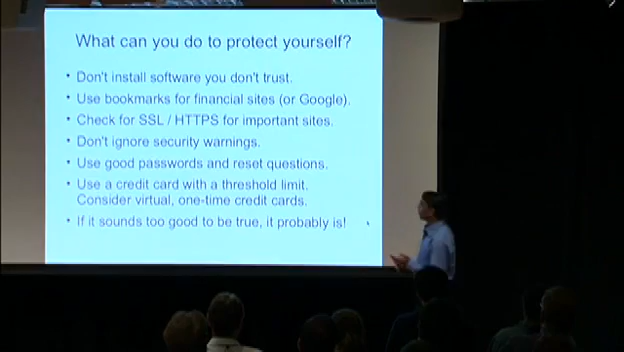 What can you do to protect yourself?
• Don't install software you don't trust.
• Use bookmarks for financial sites (or Google).
• Check for SSL / HTTPS for important sites.
• Don't ignore security warnings.
• Use good passwords and reset questions.
• Use a credit card with a threshold limit.
Consider virtual, one-time credit cards.
• If it sounds too good to be true, it probably is!